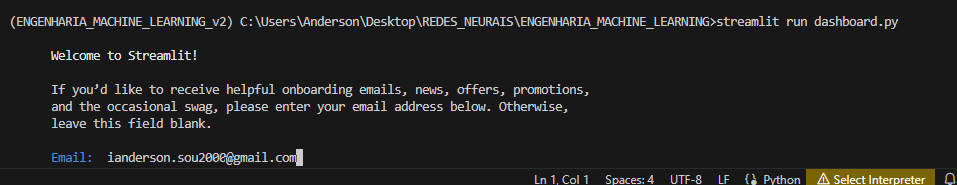 (ENGENHARIA_MACHINE_LEARNING_v2) C:\Users\Anderson\Desktop\REDES_NEURAIS\ENGENHARIA_MACHINE_LEARNING>streamlit run dashboard.py
Welcome to Streamlit!
If you’d like to receive helpful onboarding emails, news, offers, promotions,
and the occasional swag, please enter your email address below. Otherwise,
leave this field blank.
Email: ianderson.sou2000@gmail.com
Ln 1, Col 1 Spaces: 4 UTF-8 LF Python Select Interpreter